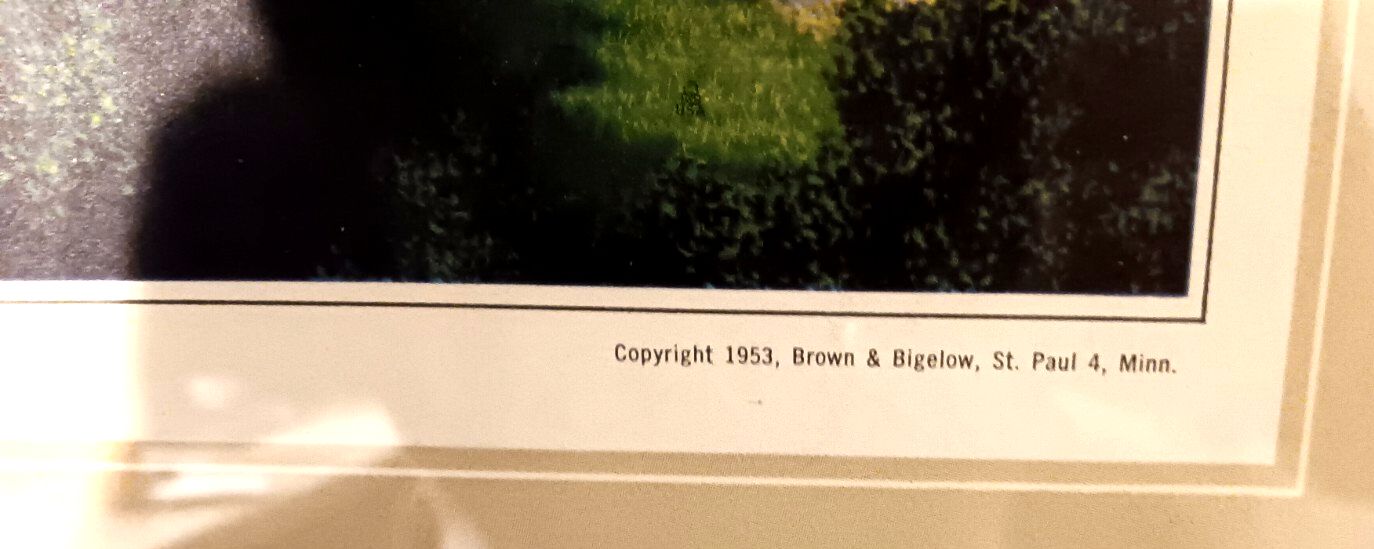 Copyright 1953, Brown & Bigelow, St. Paul 4, Minn.